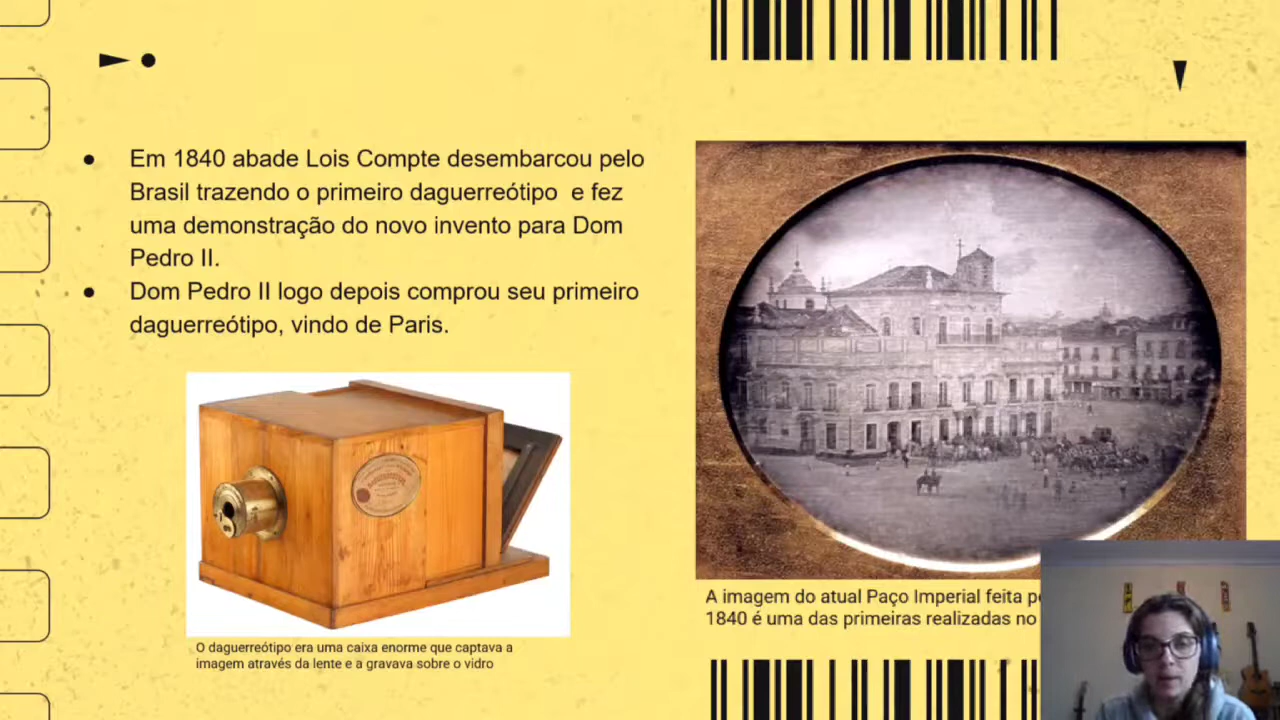 Em 1840 abade Lois Compte desembarcou pelo
Brasil trazendo o primeiro daguerreótipo e fez
uma demonstração do novo invento para Dom
Pedro II.
Dom Pedro II logo depois comprou seu primeiro
daguerreótipo, vindo de Paris.
O daguerreótipo era uma caixa enorme que captava a
imagem através da lente e a gravava sobre o vidro
A imagem do atual Paço Imperial feita
1840 é uma das primeiras realizadas no